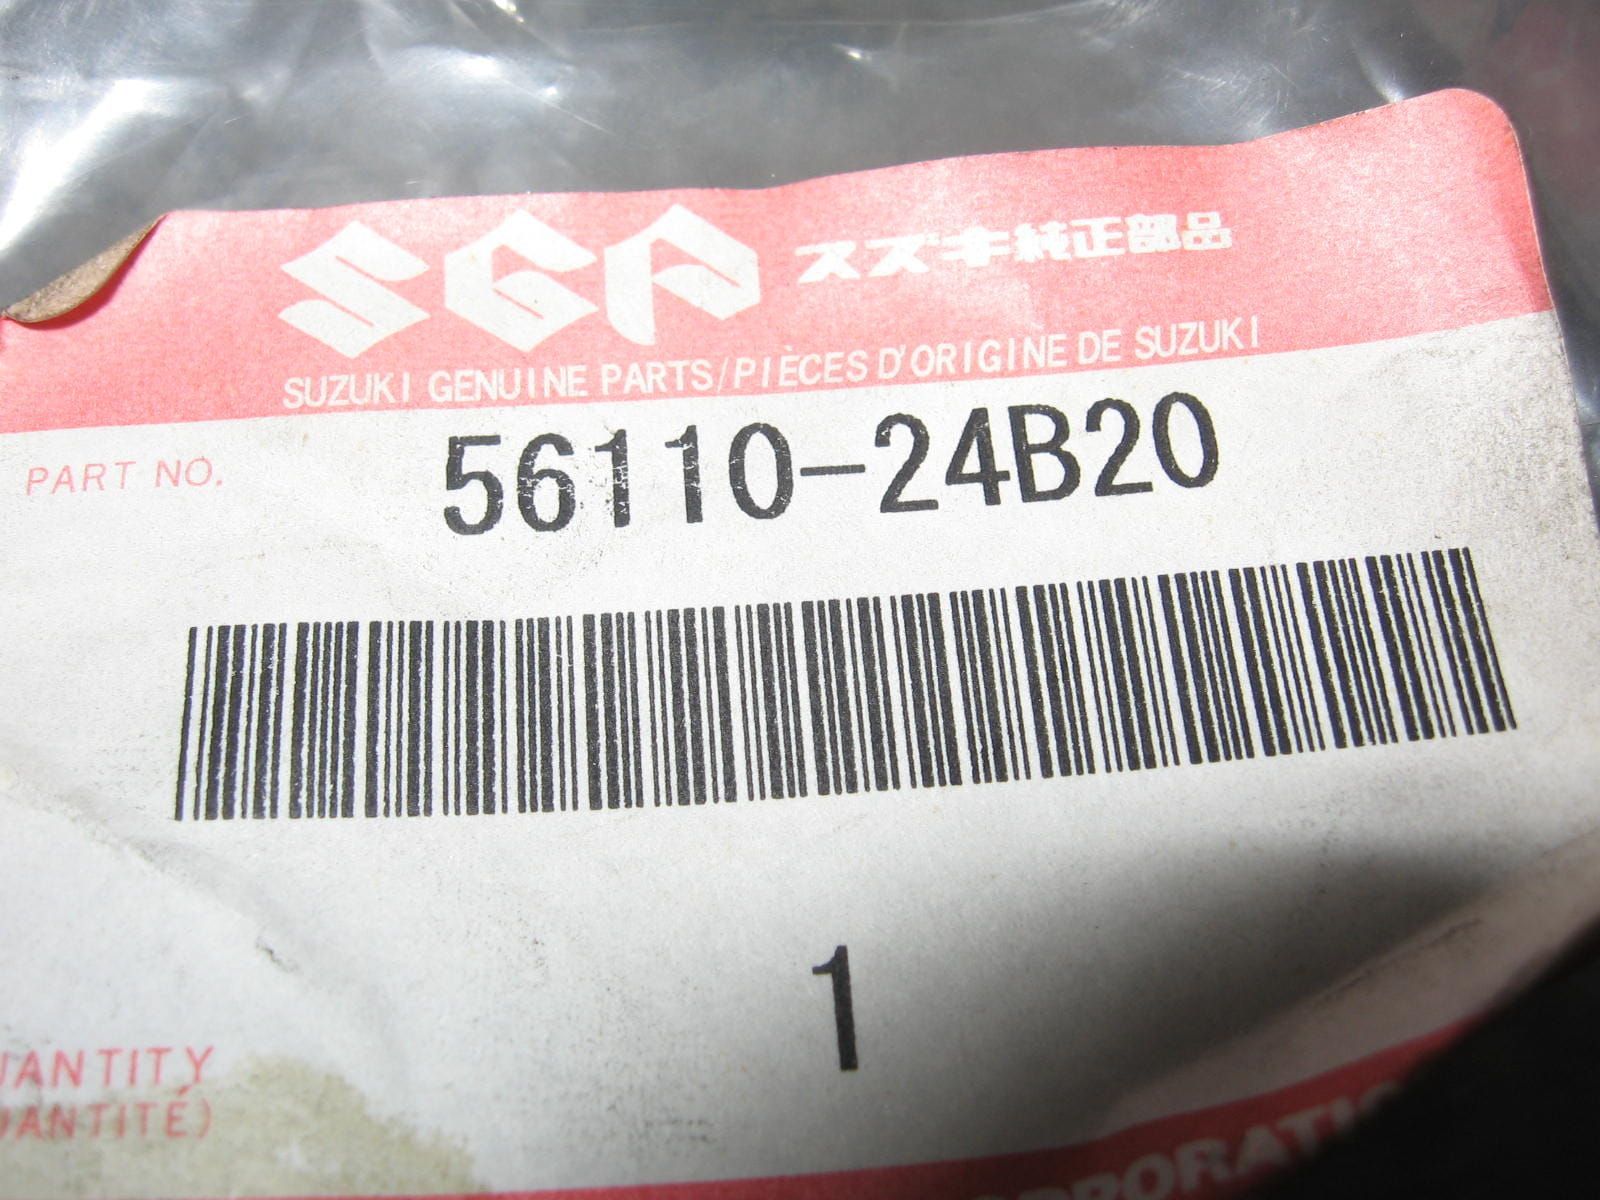 SGP スズキ純正部品
SUZUKI GENUINE PARTS/PIÈCES D'ORIGINE DE SUZUKI
PART NO. 56110-24B20
1
UANTITY
UANTITÉ)
ORPORATIO